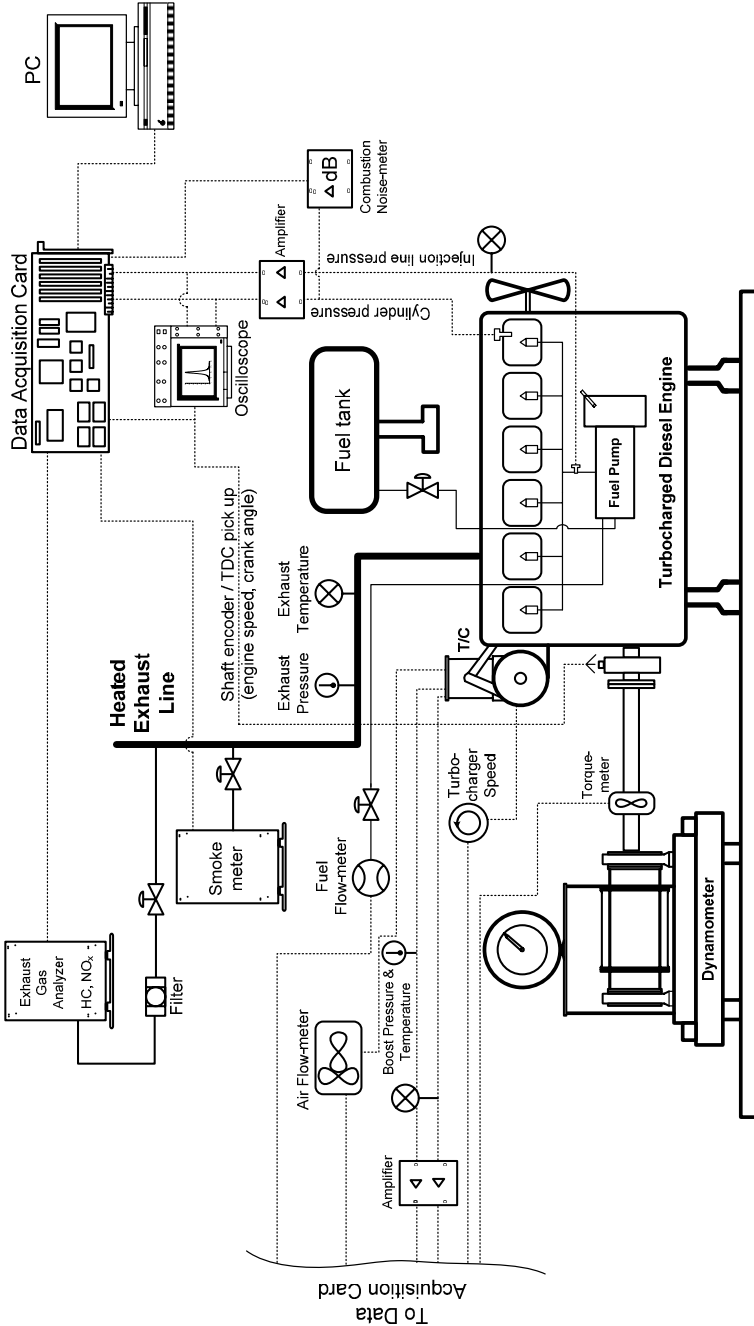 Exhaust
Gas
Analyzer
HC, NOx
Filter
Smoke
meter
Heated
Exhaust
Line
Data Acquisition Card
PC
Air Flow-meter
Fuel
Flow-meter
Exhaust
Pressure
Exhaust
Temperature
Shaft encoder / TDC pick up
(engine speed, crank angle)
Oscilloscope
Amplifier
dB
Combustion
Noise-meter
Fuel tank
Cylinder pressure
Injection line pressure
To Data
Acquisition Card
Amplifier
Boost Pressure &
Temperature
Turbo-
charger
Speed
T/C
Torque-
meter
Dynamometer
Fuel Pump
Turbocharged Diesel Engine